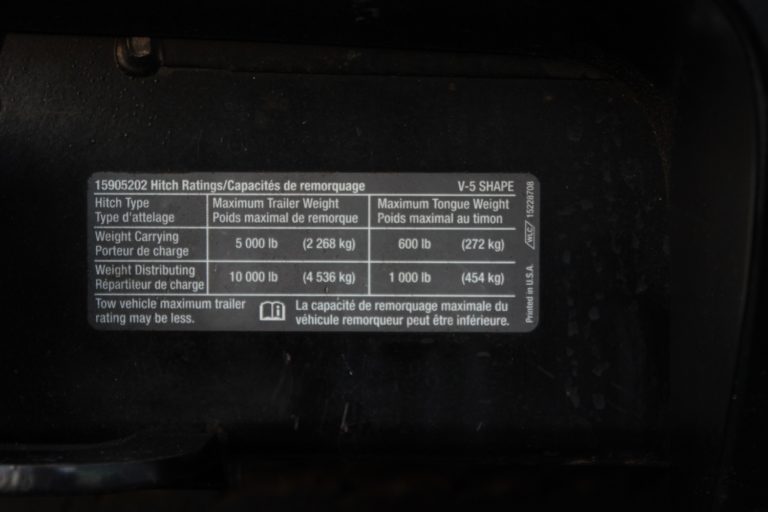 15905202 Hitch Ratings/Capacités de remorquage V-5 SHAPE
Hitch Type Maximum Trailer Weight Maximum Tongue Weight
Type d'attelage Poids maximal de remorque Poids maximal au timon
Weight Carrying
Porteur de charge 5 000 lb (2 268 kg) 600 lb (272 kg)
Weight Distributing
Répartiteur de charge 10 000 lb (4 536 kg) 1 000 lb (454 kg)
Tow vehicle maximum trailer
rating may be less.
La capacité de remorquage maximale du
véhicule remorqueur peut être inférieure.
Printed in U.S.A. WLC 15228708